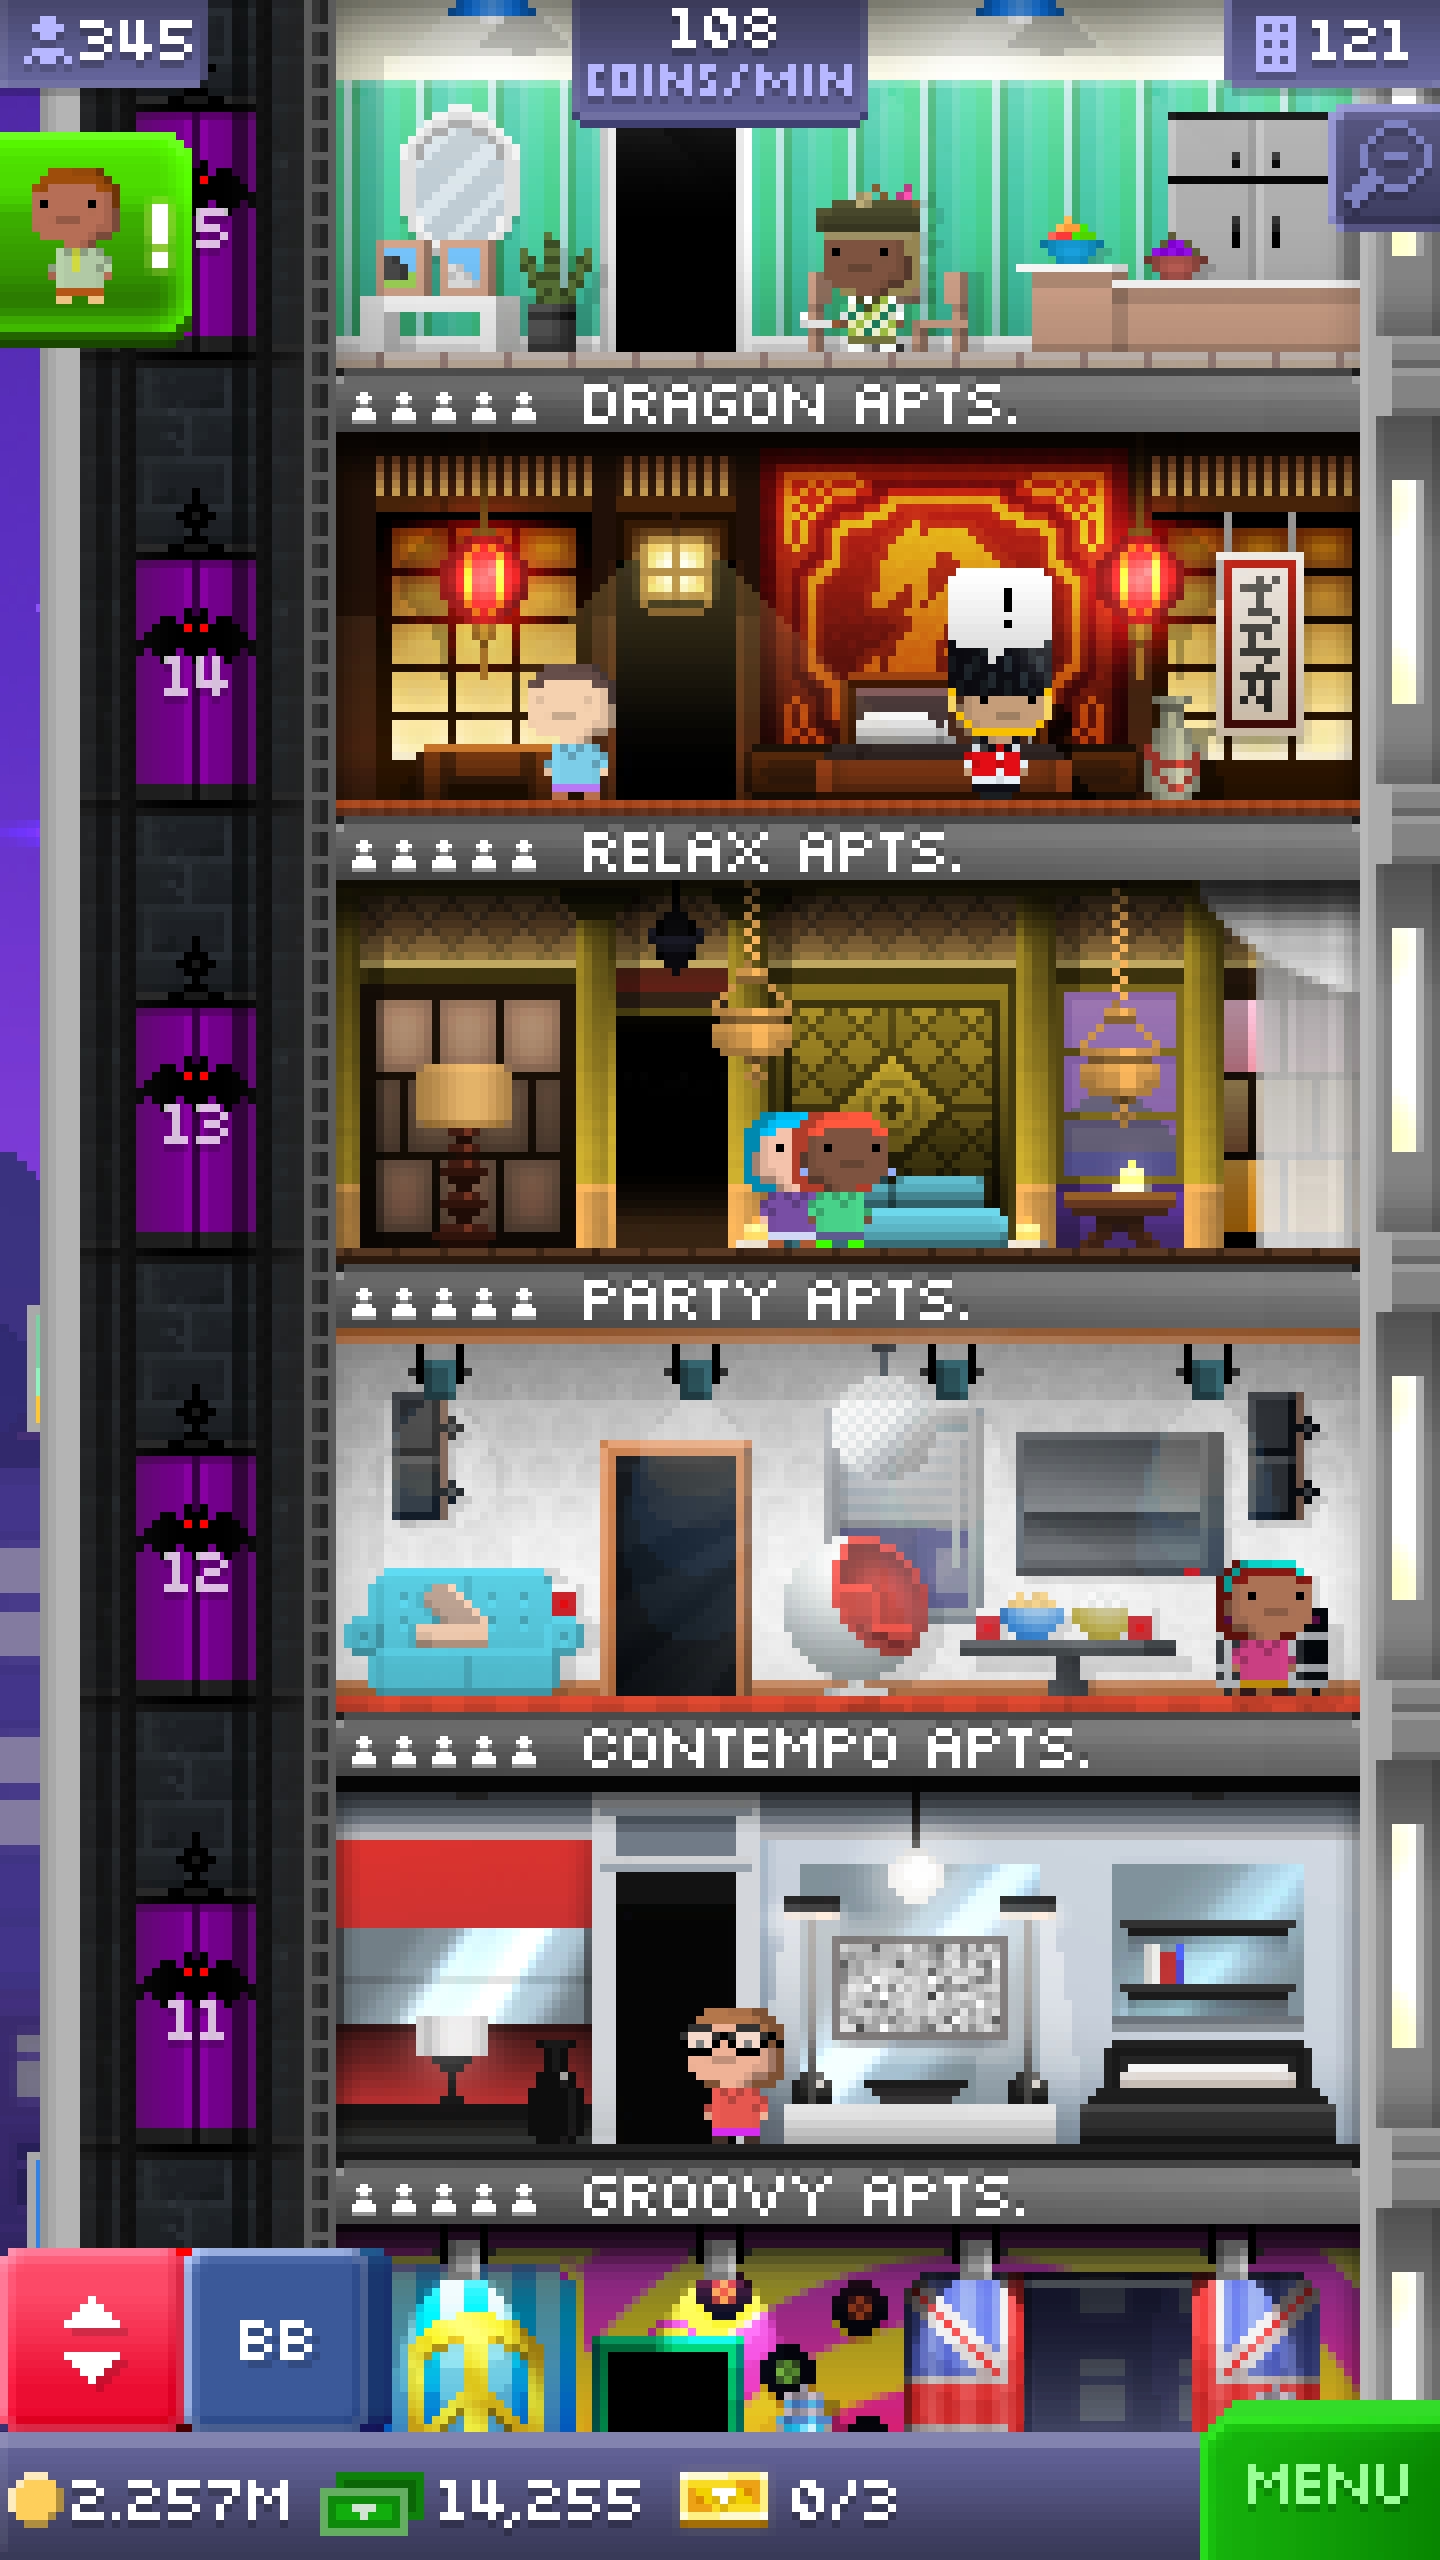 345
108
COINS/MIN
121
!
5
DRAGON APTS.
!
14
RELAX APTS.
13
PARTY APTS.
12
CONTEMPO APTS.
11
GROOVY APTS.
BB
2.257M
14,255
0/3
MENU